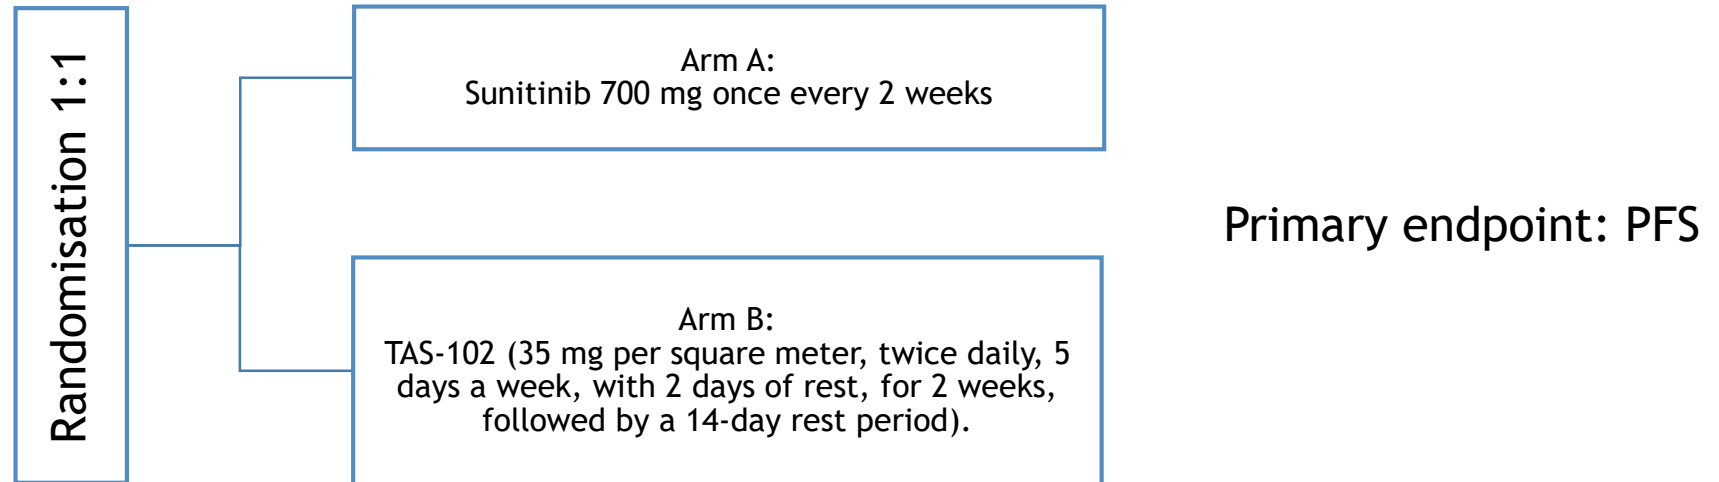 Randomisation 1:1
Arm A:
Sunitinib 700 mg once every 2 weeks
Primary endpoint: PFS
Arm B:
TAS-102 (35 mg per square meter, twice daily, 5
days a week, with 2 days of rest, for 2 weeks,
followed by a 14-day rest period).